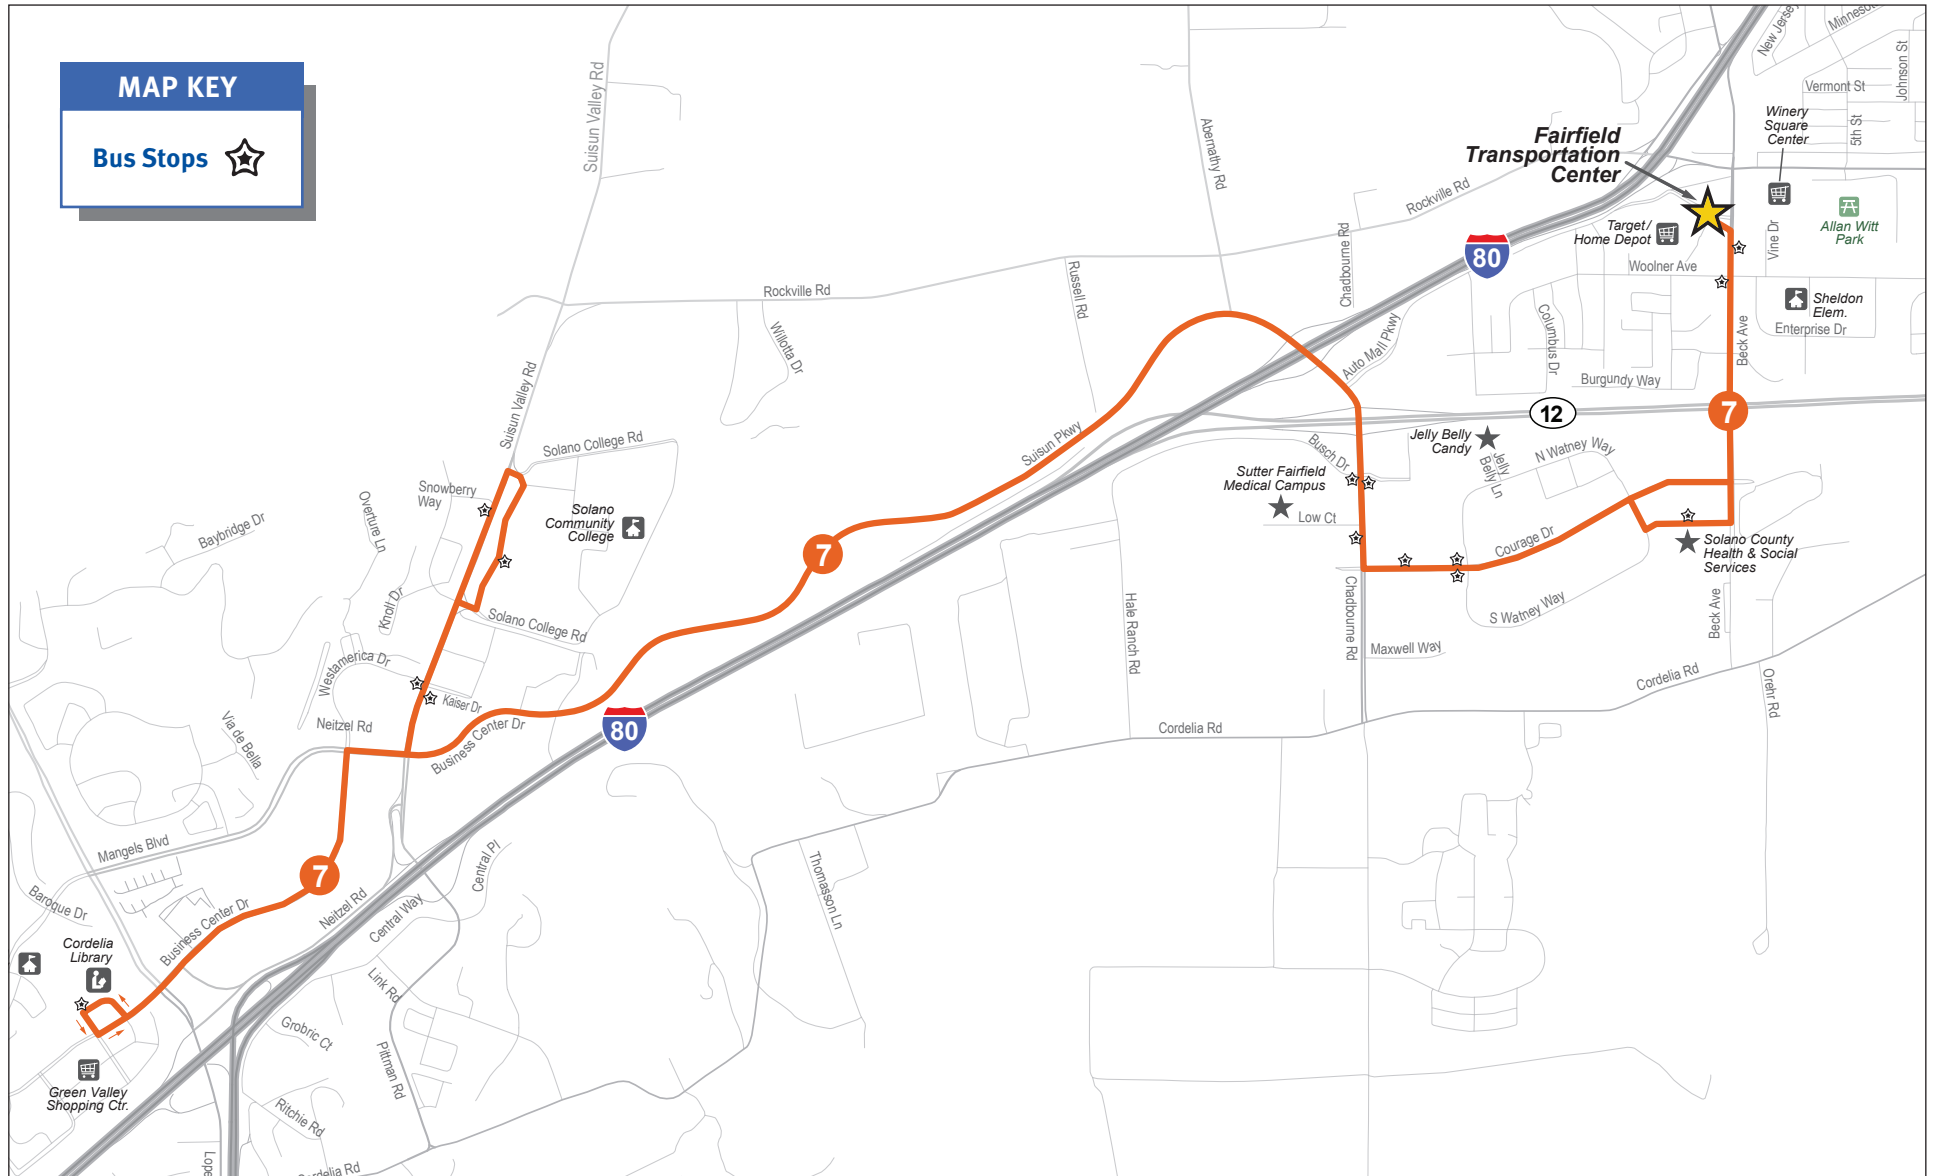 MAP KEY
Bus Stops
Suisun Valley Rd
Abernathy Rd
Rockville Rd
Chadbourne Rd
Fairfield
Transportation
Center
New Jersey
Vermont St
Johnson St
5th St
Winery
Square
Center
Allan Witt
Park
Target/
Home Depot
Vine Dr
Woolner Ave
Sheldon
Elem.
Enterprise Dr
Beck Ave
Columbus Dr
Burgundy Way
80
Auto Mall Pkwy
Russell Rd
Rockville Rd
Willotta Dr
Suisun Valley Rd
Solano College Rd
Snowberry
Way
Overture Ln
Baybridge Dr
Solano
Community
College
Knoll Dr
Solano College Rd
Westamerica Dr
Kaiser Dr
Neitzel Rd
Via de Bella
Business Center Dr
7
Suisun Pkwy
12
7
Jelly Belly
Candy
Jelly
Belly Ln
N Watney Way
Busch Dr
Sutter Fairfield
Medical Campus
Low Ct
Courage Dr
Solano County
Health & Social
Services
S Watney Way
Beck Ave
Chadbourne Rd
Hale Ranch Rd
Maxwell Way
Cordelia Rd
Orehr Rd
Cordelia Rd
80
Mangels Blvd
Baroque Dr
7
Business Center Dr
Neitzel Rd
Central Pl
Central Way
Thomasson Ln
Cordelia
Library
Link Rd
Grobric Ct
Pittman Rd
Green Valley
Shopping Ctr.
Ritchie Rd
Cordelia Rd